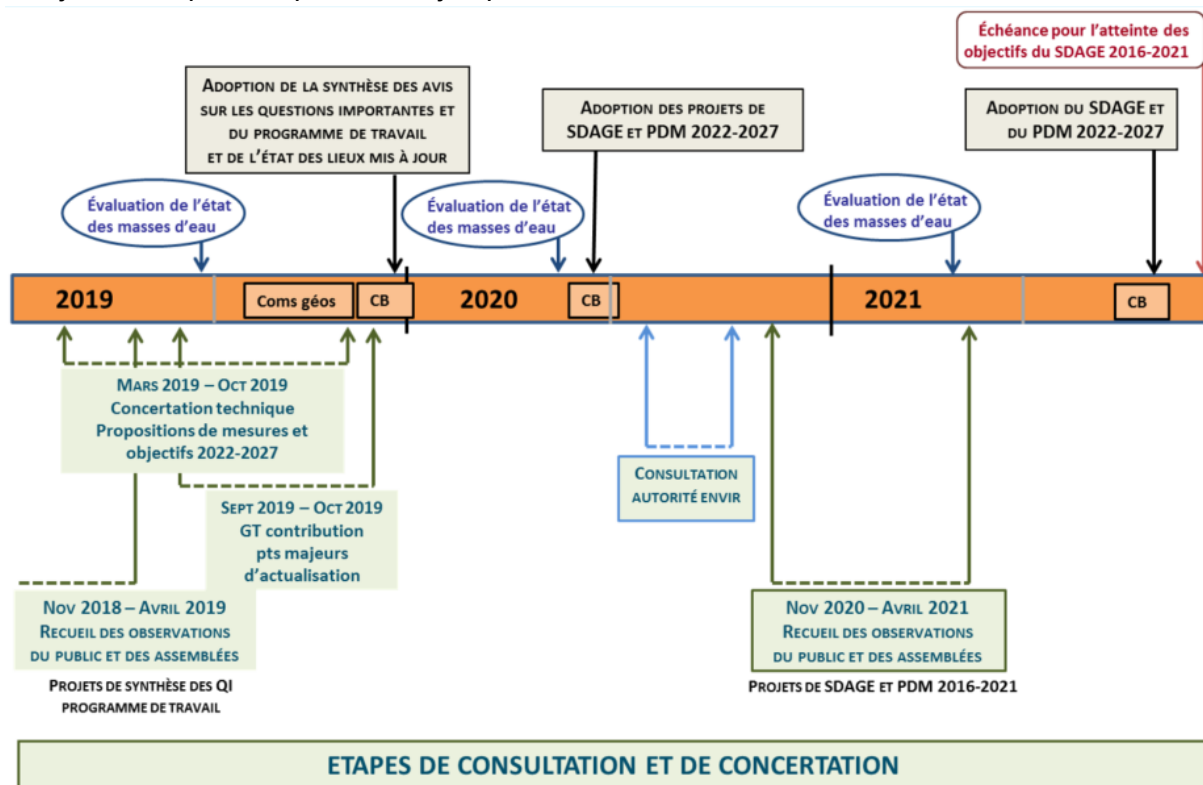 Échéance pour l'atteinte des
objectifs du SDAGE 2016-2021
ADOPTION DE LA SYNTHÈSE DES AVIS
SUR LES QUESTIONS IMPORTANTES ET
DU PROGRAMME DE TRAVAIL
ET DE L'ÉTAT DES LIEUX MIS À JOUR
ADOPTION DES PROJETS DE
SDAGE ET PDM 2022-2027
ADOPTION DU SDAGE ET
DU PDM 2022-2027
Évaluation de l'état
des masses d'eau
Évaluation de l'état
des masses d'eau
Évaluation de l'état
des masses d'eau
2019
Coms géos
CB
2020
CB
2021
CB
MARS 2019 – OCT 2019
Concertation technique
Propositions de mesures et
objectifs 2022-2027
SEPT 2019 – OCT 2019
GT contribution
pts majeurs
d'actualisation
CONSULTATION
AUTORITÉ ENVIR
NOV 2018 – AVRIL 2019
RECUEIL DES OBSERVATIONS
DU PUBLIC ET DES ASSEMBLÉES
PROJETS DE SYNTHÈSE DES QI
PROGRAMME DE TRAVAIL
NOV 2020 – AVRIL 2021
RECUEIL DES OBSERVATIONS
DU PUBLIC ET DES ASSEMBLÉES
PROJETS DE SDAGE ET PDM 2016-2021
ETAPES DE CONSULTATION ET DE CONCERTATION